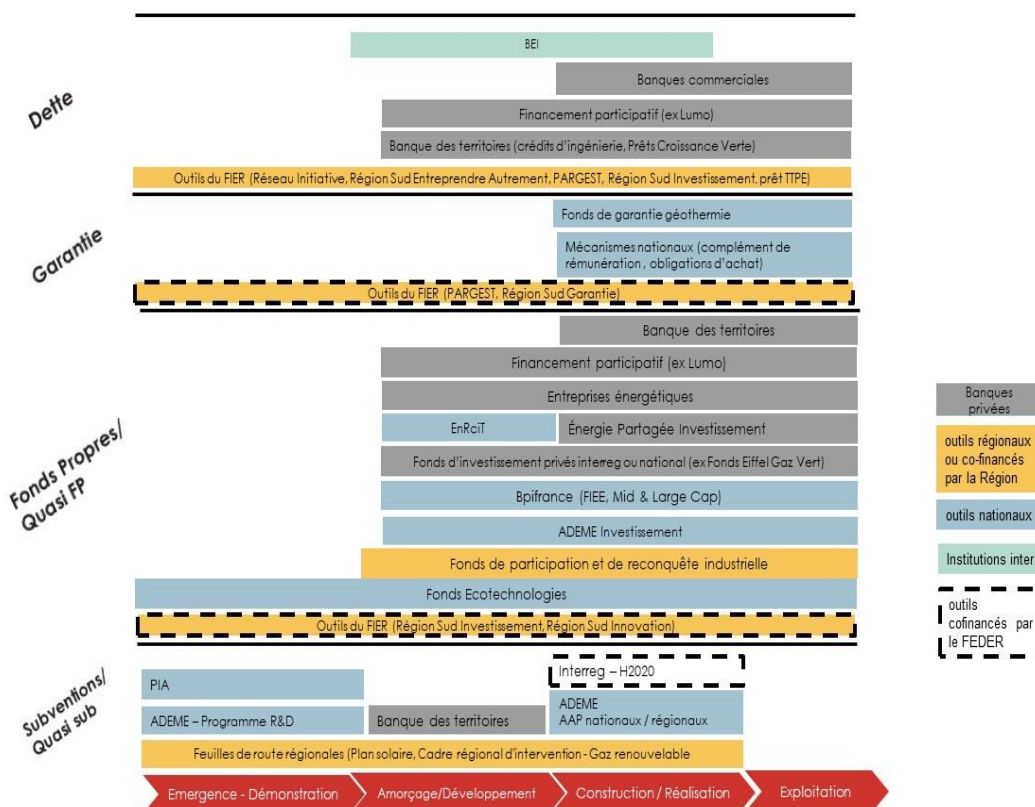 Dette
BEI
Banques commerciales
Financement participatif (ex Lumo)
Banque des territoires (crédits d'ingénierie, Prêts Croissance Verte)
Outils du FIER (Réseau Initiative, Région Sud Entreprendre Autrement, PARGEST, Région Sud Investissement. prêt TTPE)
Garantie
Fonds de garantie géothermie
Mécanismes nationaux (complément de
rémunération , obligations d'achat)
Outils du FIER (PARGEST, Région Sud Garantie)
Fonds Propres/
Quasi FP
Banque des territoires
Financement participatif (ex Lumo)
Entreprises énergétiques
EnRciT
Énergie Partagée Investissement
Fonds d'investissement privés interreg ou national (ex Fonds Eiffel Gaz Vert)
Bpifrance (FIEE, Mid & Large Cap)
ADEME Investissement
Fonds de participation et de reconquête industrielle
Fonds Ecotechnologies
Outils du FIER (Région Sud Investissement, Région Sud Innovation)
Subventions/
Quasi sub
Interreg – H2020
PIA
ADEME – Programme R&D
Banque des territoires
ADEME
AAP nationaux / régionaux
Feuilles de route régionales (Plan solaire, Cadre régional d'intervention - Gaz renouvelable
Emergence - Démonstration
Amorçage/Développement
Construction / Réalisation
Exploitation
Banques
privées
outils régionaux
ou co-financés
par la Région
outils nationaux
Institutions inter
outils
cofinancés par
le FEDER